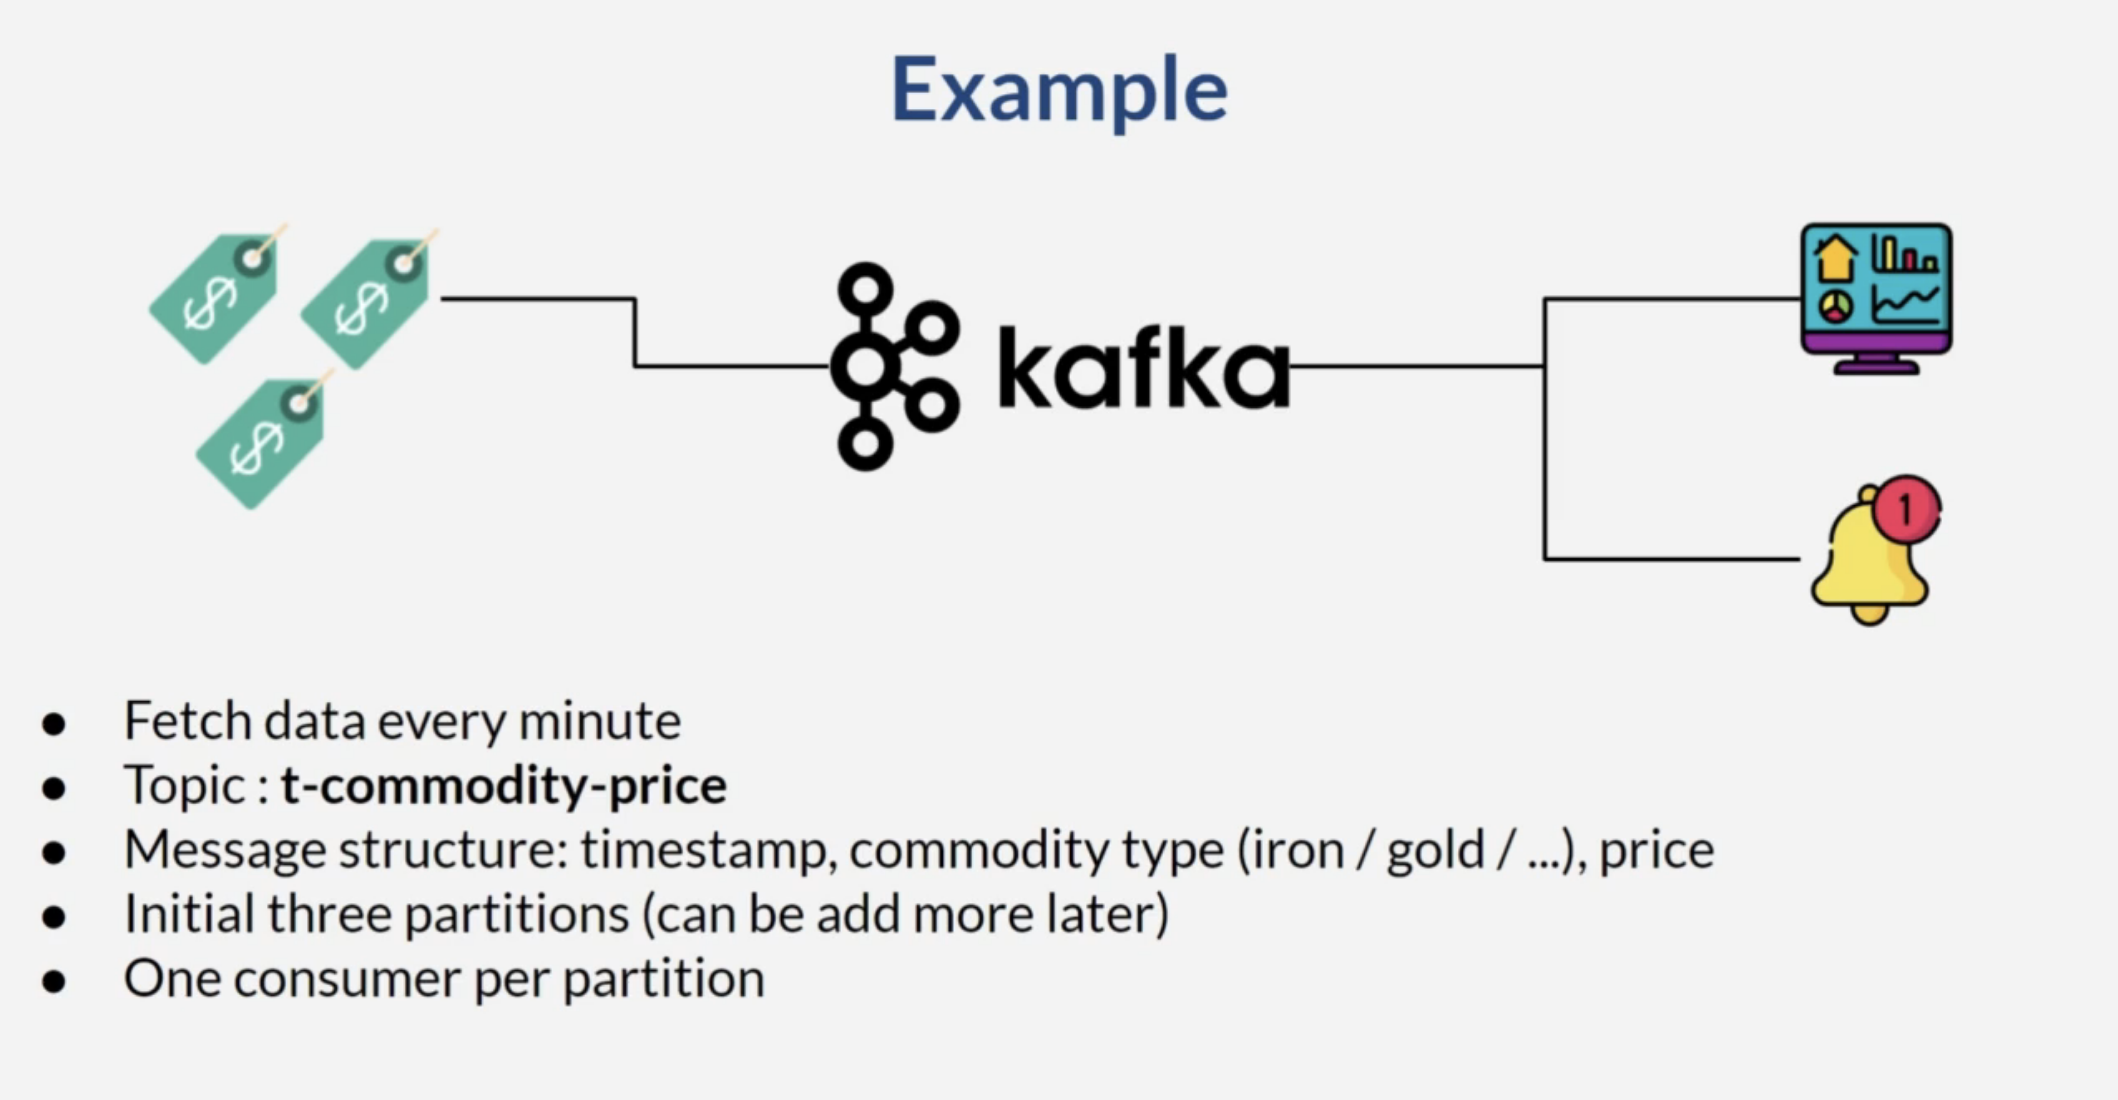 Example
$ $
kafka
1
$
● Fetch data every minute
● Topic : t-commodity-price
● Message structure: timestamp, commodity type (iron / gold / ...), price
● Initial three partitions (can be add more later)
● One consumer per partition